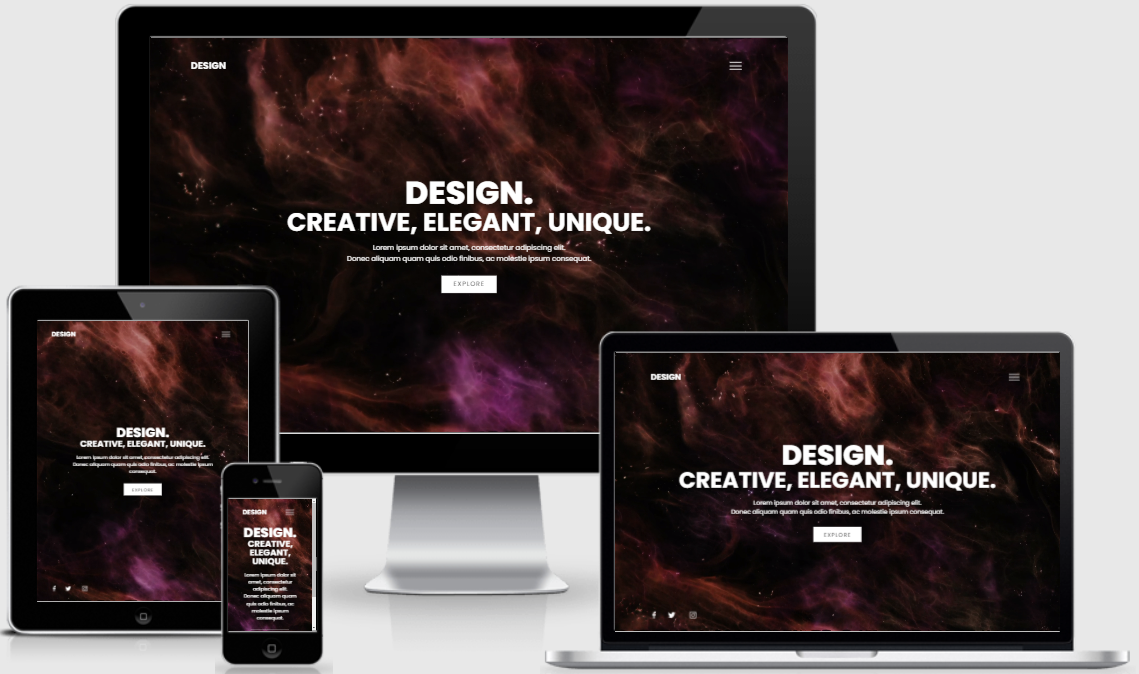 DESIGN
DESIGN.
CREATIVE, ELEGANT, UNIQUE.
Lorem ipsum dolor sit amet, consectetur adipiscing elit.
Donec aliquam quam quis odio finibus, ac molestie ipsum consequat.
EXPLORE
DESIGN
DESIGN.
CREATIVE, ELEGANT, UNIQUE.
Lorem ipsum dolor sit amet, consectetur adipiscing elit.
Donec aliquam quam quis odio finibus, ac molestie ipsum
consequat.
EXPLORE
DESIGN
DESIGN.
CREATIVE,
ELEGANT,
UNIQUE.
Lorem ipsum dolor sit
amet, consectetur
adipiscing elit.
Donec aliquam quam
quis odio finibus, ac
molestie ipsum
consequat.
DESIGN
DESIGN.
CREATIVE, ELEGANT, UNIQUE.
Lorem ipsum dolor sit amet, consectetur adipiscing elit.
Donec aliquam quam quis odio finibus, ac molestie ipsum consequat.
EXPLORE